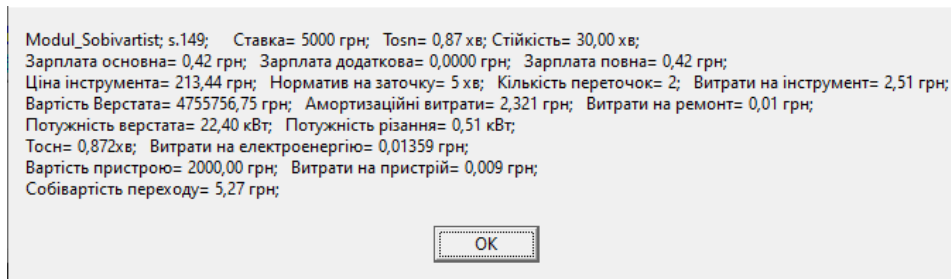 Modul_Sobivartist; s.149; Ставка= 5000 грн; Tosn= 0,87 хв; Стійкість= 30,00 хв;
Зарплата основна= 0,42 грн; Зарплата додаткова= 0,0000 грн; Зарплата повна= 0,42 грн;
Ціна інструмента= 213,44 грн; Норматив на заточку= 5 хв; Кількість переточок= 2; Витрати на інструмент= 2,51 грн;
Вартість Верстата= 4755756,75 грн; Амортизаційні витрати= 2,321 грн; Витрати на ремонт= 0,01 грн;
Потужність верстата= 22,40 кВт; Потужність різання= 0,51 кВт;
Тосн= 0,872хв; Витрати на електроенергію= 0,01359 грн;
Вартість пристрою= 2000,00 грн; Витрати на пристрій= 0,009 грн;
Собівартість переходу= 5,27 грн;
OK